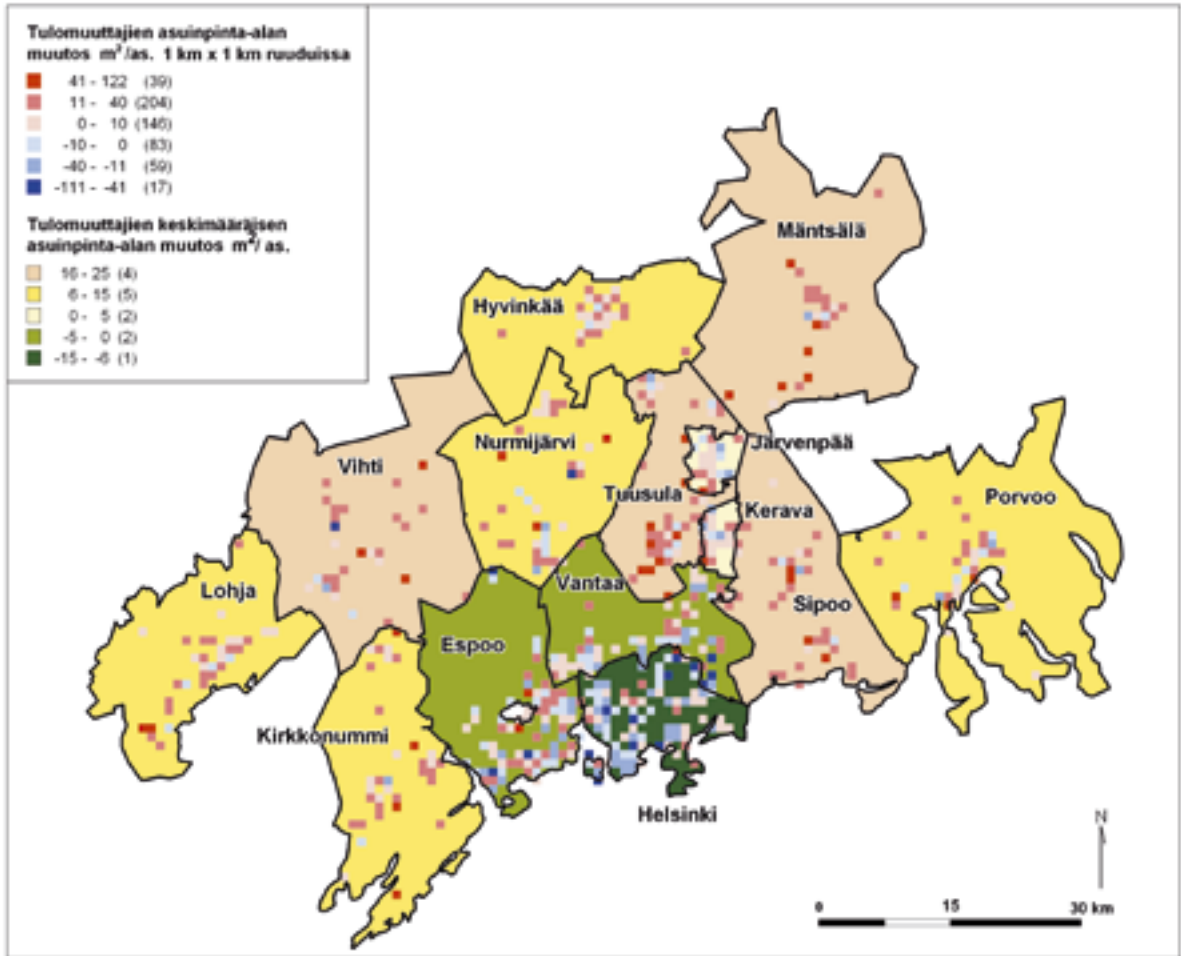 Tulomuuttajien asuinpinta-alan
muutos m²/as. 1 km x 1 km ruuduissa
41 - 122 (39)
11 - 40 (204)
0 - 10 (146)
-10 - 0 (83)
-40 - -11 (59)
-111 - -41 (17)
Tulomuuttajien keskimääräisen
asuinpinta-alan muutos m²/ as.
16 - 25 (4)
6 - 15 (5)
0 - 5 (2)
-5 - 0 (2)
-15 - -6 (1)
Mäntsälä
Hyvinkää
Nurmijärvi
Järvenpää
Vihti
Tuusula
Porvoo
Kerava
Vantaa
Lohja
Sipoo
Espoo
Kirkkonummi
Helsinki
N
0 15 30 km